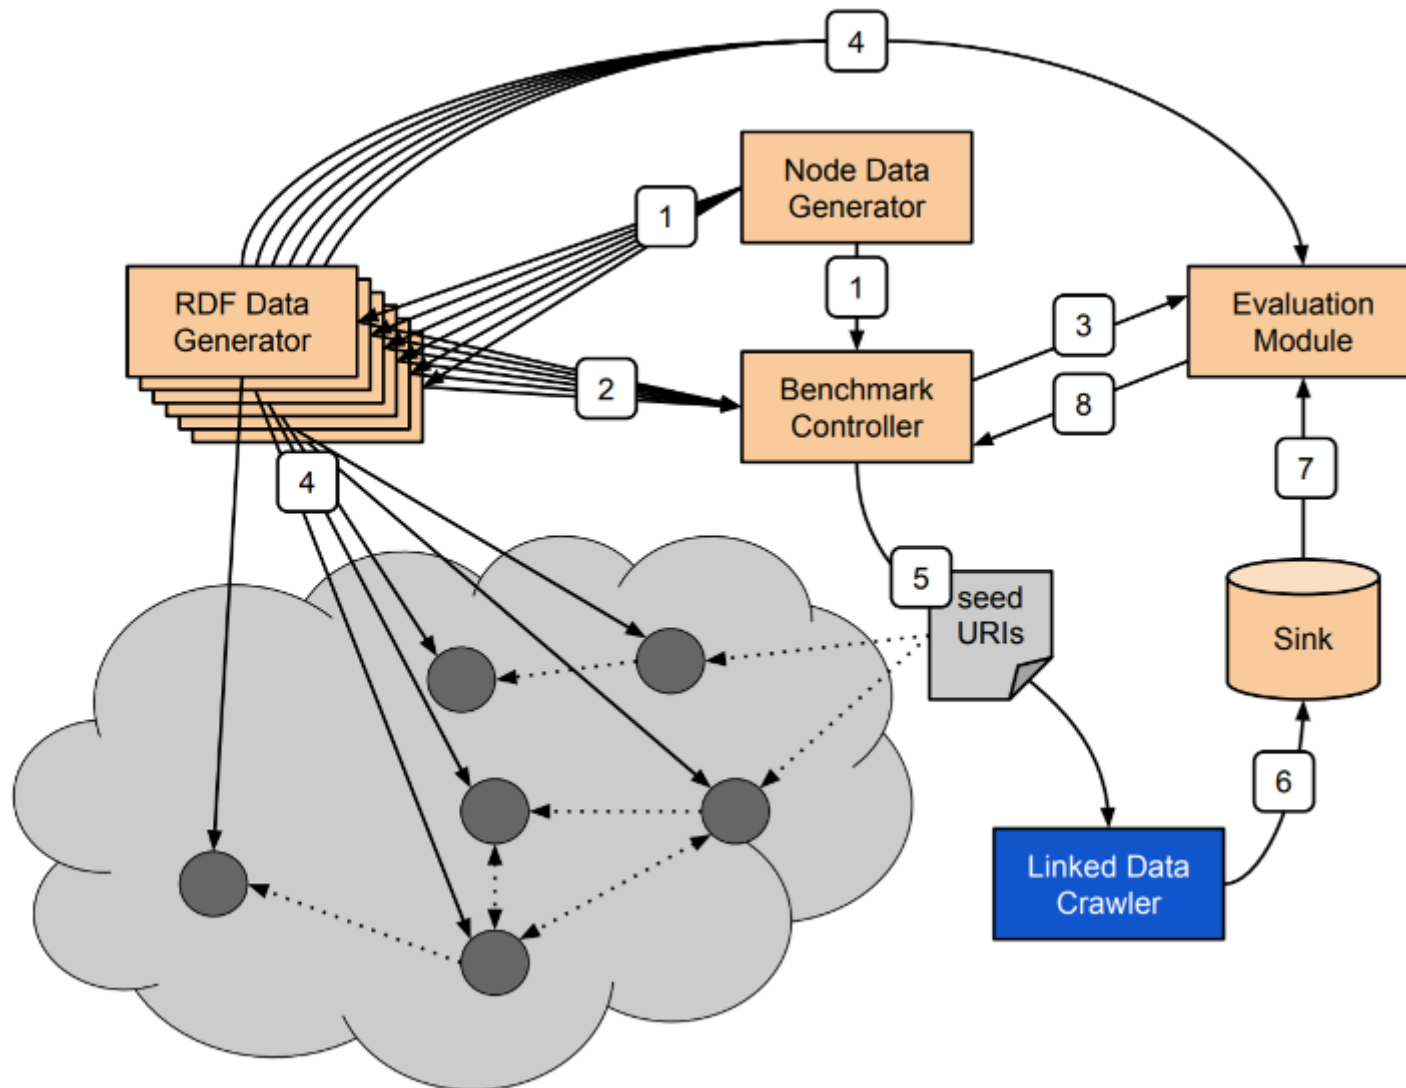 4
Node Data
Generator
1
1
RDF Data
Generator
Evaluation
Module
3
2
Benchmark
Controller
8
4
7
5
seed
URIs
Sink
6
Linked Data
Crawler